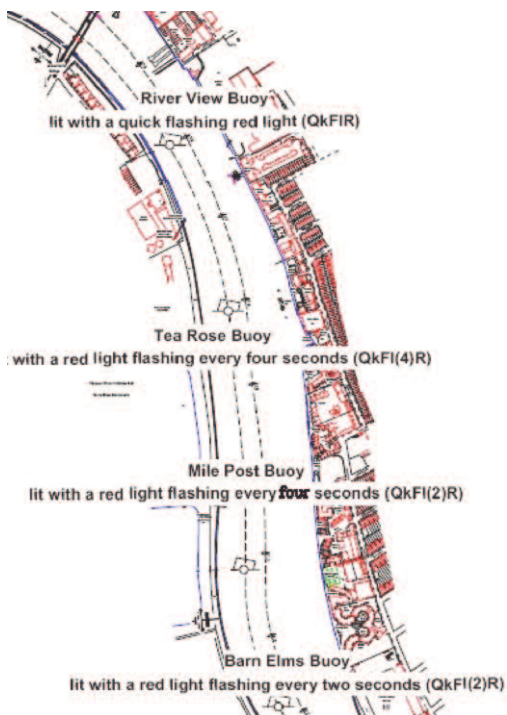 River View Buoy
lit with a quick flashing red light (QkFlR)
Tea Rose Buoy
with a red light flashing every four seconds (QkFl(4)R)
Mile Post Buoy
lit with a red light flashing every four seconds (QkFl(2)R)
Barn Elms Buoy
lit with a red light flashing every two seconds (QkFl(2)R)